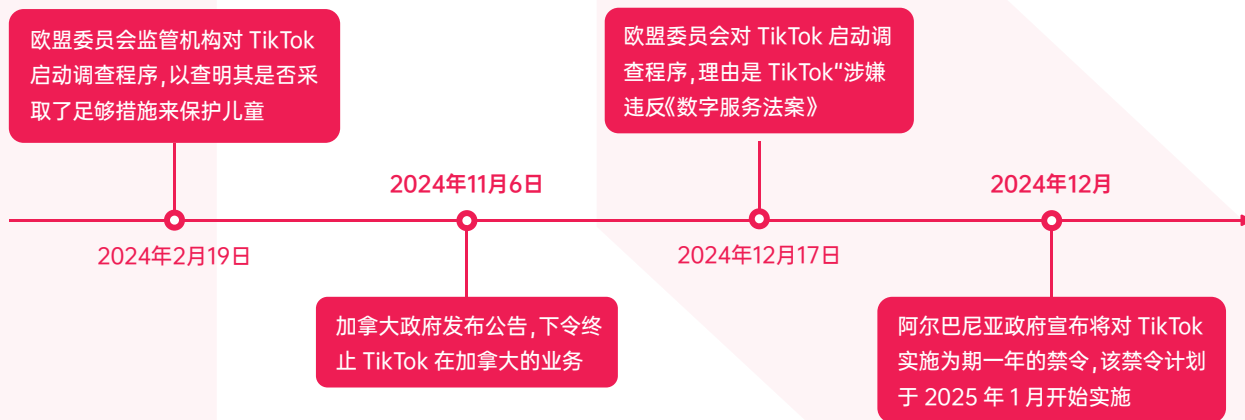 欧盟委员会监管机构对 TikTok
启动调查程序,以查明其是否采
取了足够措施来保护儿童
2024年2月19日
2024年11月6日
加拿大政府发布公告,下令终
止 TikTok 在加拿大的业务
欧盟委员会对 TikTok 启动调
查程序,理由是 TikTok“涉嫌
违反《数字服务法案》
2024年12月17日
2024年12月
阿尔巴尼亚政府宣布将对 TikTok
实施为期一年的禁令,该禁令计划
于 2025 年 1 月开始实施